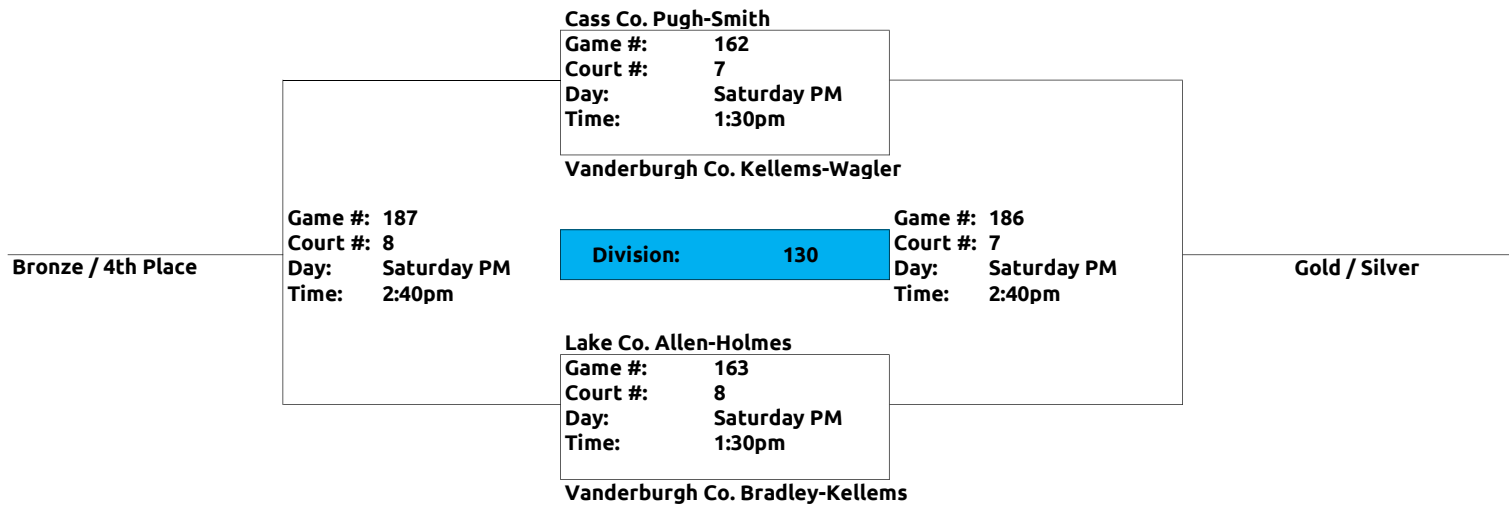 Cass Co. Pugh-Smith
Game #: 162
Court #: 7
Day: Saturday PM
Time: 1:30pm
Vanderburgh Co. Kellems-Wagler
Game #: 187
Court #: 8
Day: Saturday PM
Time: 2:40pm
Bronze / 4th Place
Division: 130
Game #: 186
Court #: 7
Day: Saturday PM
Time: 2:40pm
Gold / Silver
Lake Co. Allen-Holmes
Game #: 163
Court #: 8
Day: Saturday PM
Time: 1:30pm
Vanderburgh Co. Bradley-Kellems